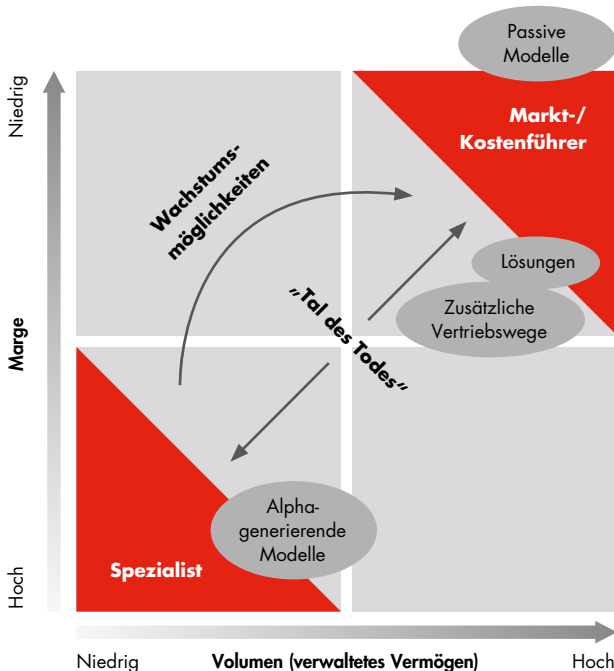 Passive
Modelle
Niedrig
Markt-/
Kostenführer
Wachstums-
möglichkeiten
Lösungen
„Tal des Todes“
Zusätzliche
Vertriebswege
Marge
Alpha-
generierende
Modelle
Spezialist
Hoch
Niedrig
Volumen (verwaltetes Vermögen)
Hoch